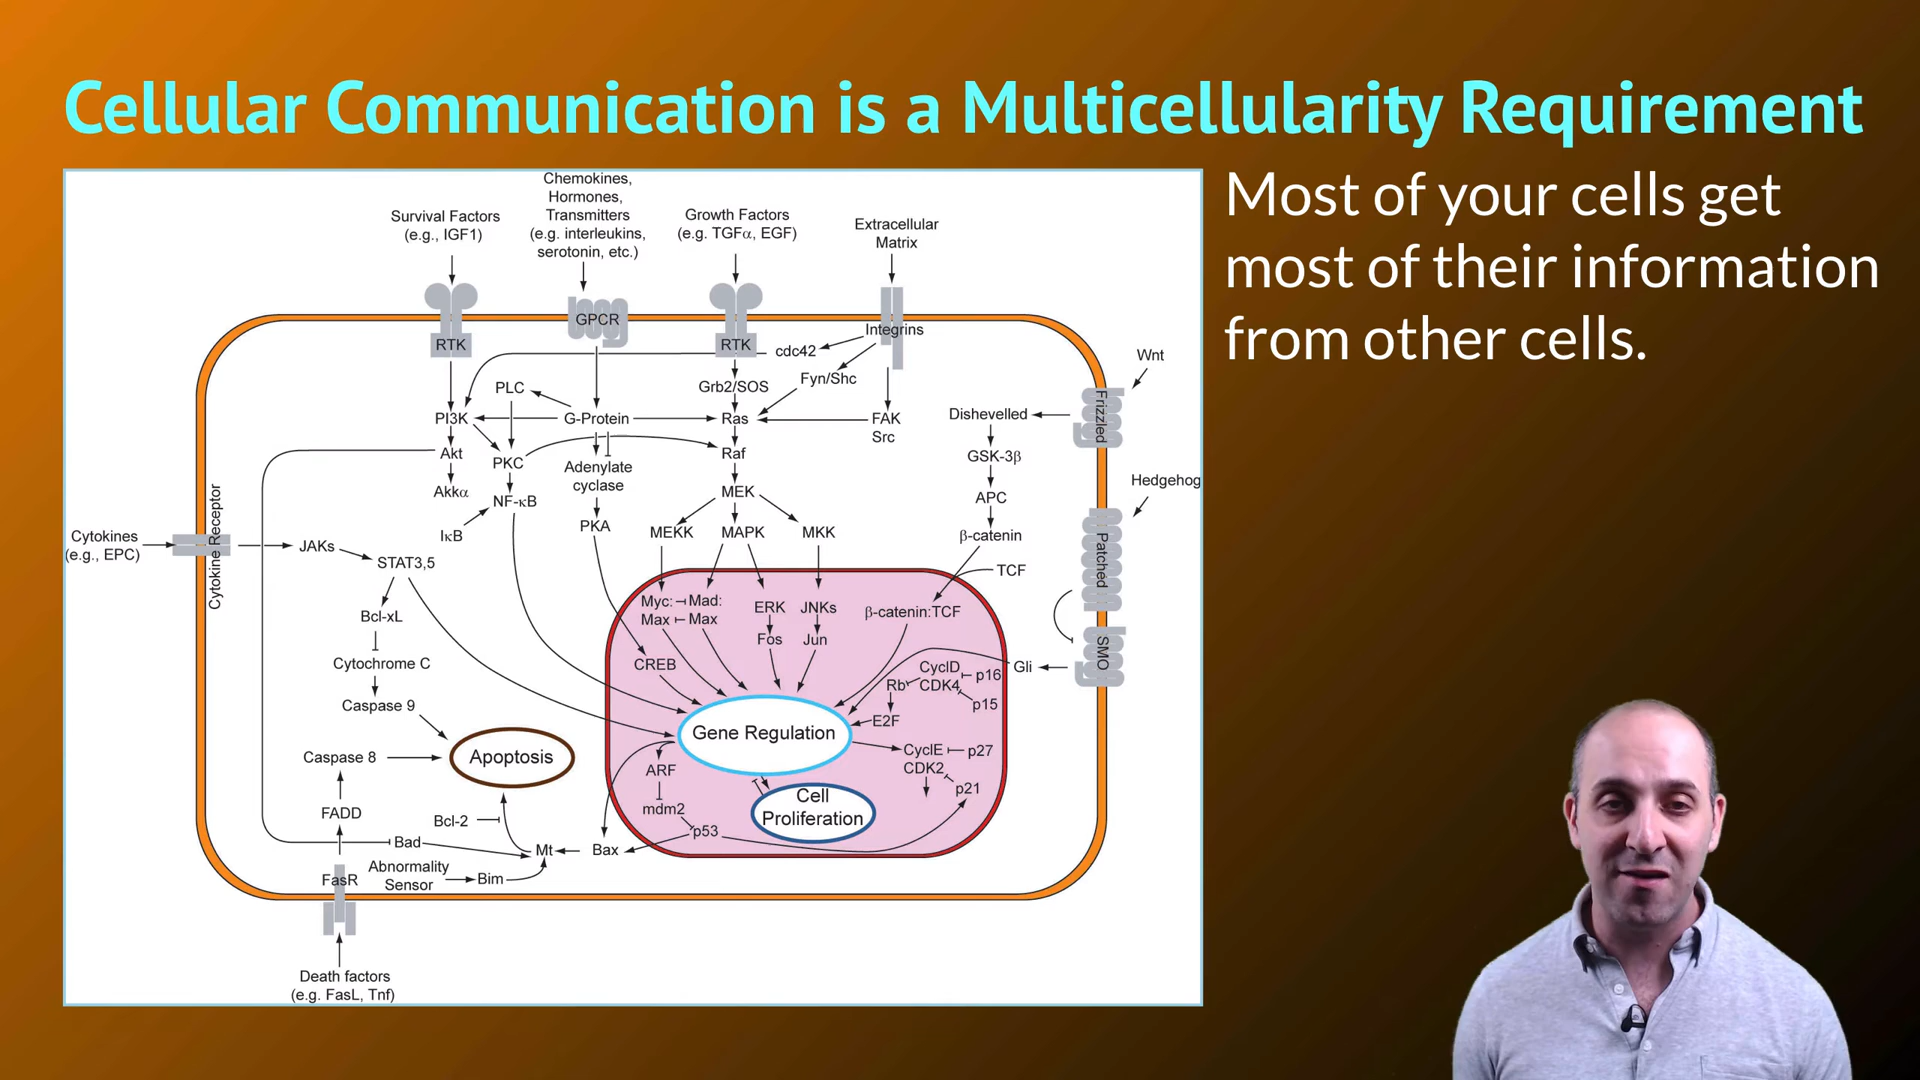 Cellular Communication is a Multicellularity Requirement
Most of your cells get
most of their information
from other cells.
Chemokines,
Hormones,
Transmitters
(e.g. interleukins,
serotonin, etc.)
Survival Factors
(e.g., IGF1)
Growth Factors
(e.g. TGFα, EGF)
Extracellular
Matrix
RTK
GPCR
RTK
Integrins
cdc42
Wnt
PLC
Grb2/SOS
Fyn/Shc
Frizzled
PI3K
G-Protein
Ras
FAK
Src
Dishevelled
Akt
PKC
Raf
GSK-3β
Adenylate
cyclase
Akkα
NF-κB
MEK
APC
Hedgehog
IκB
PKA
MEKK
MAPK
MKK
β-catenin
Patched
Cytokines
(e.g., EPC)
Cytokine Receptor
JAKs
STAT3,5
TCF
Myc:
Mad:
Max
Max
ERK
JNKs
β-catenin:TCF
Bcl-xL
Fos
Jun
Cytochrome C
CREB
CyclD
CDK4
p16
Gli
SMO
Rb
p15
Caspase 9
E2F
Gene Regulation
CyclE
CDK2
p27
Caspase 8
Apoptosis
ARF
p21
Cell
Proliferation
FADD
Bcl-2
mdm2
p53
Bad
Mt
Bax
FasR
Abnormality
Sensor
Bim
Death factors
(e.g. FasL, Tnf)